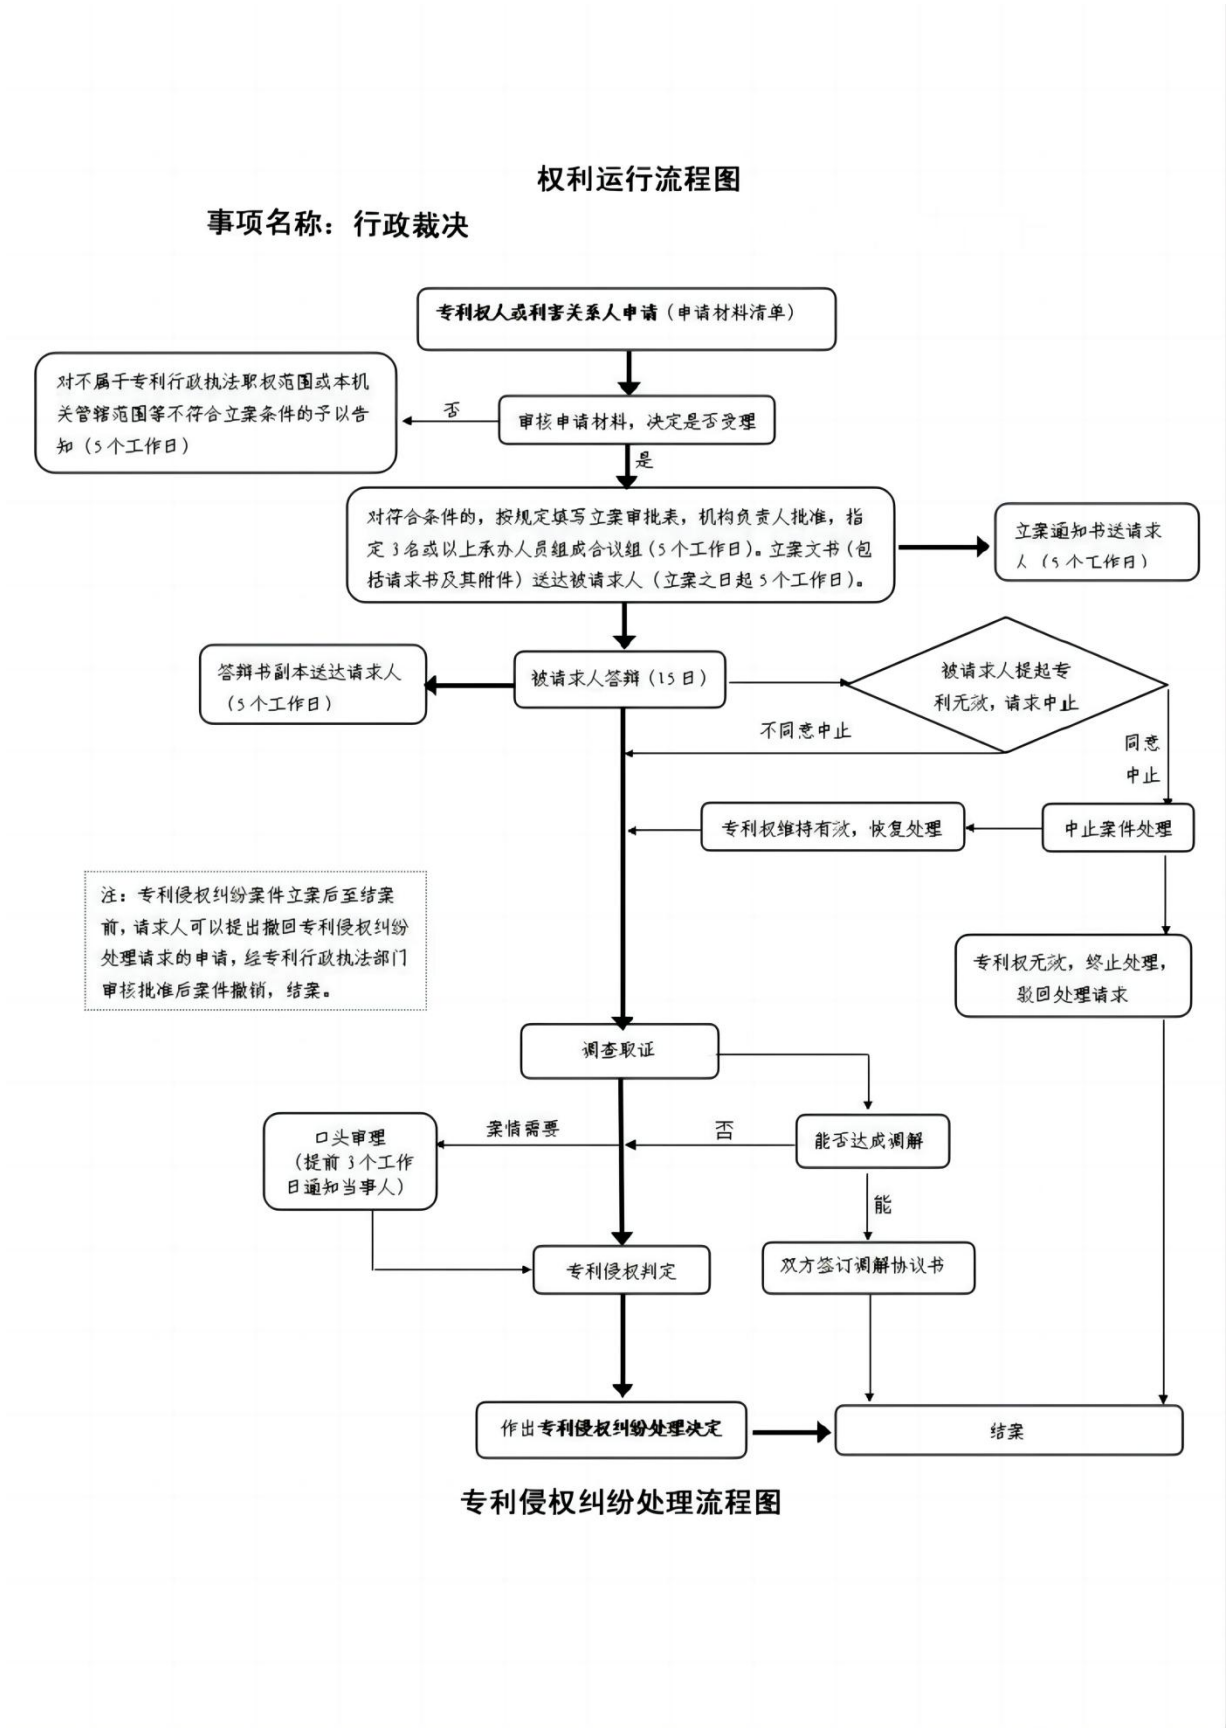 权利运行流程图
事项名称：行政裁决
专利权人或利害关系人申请（申请材料清单）
对不属于专利行政执法职权范围或本机
关管辖范围等不符合立案条件的予以告
知（5个工作日）
否
审核申请材料，决定是否受理
是
对符合条件的，按规定填写立案审批表，机构负责人批准，指
定3名或以上承办人员组成合议组（5个工作日）。立案文书（包
括请求书及其附件）送达被请求人（立案之日起5个工作日）。
立案通知书送请求
人（5个工作日）
答辩书副本送达请求人
（5个工作日）
被请求人答辩（15日）
被请求人提起专
利无效，请求中止
不同意中止
同意
中止
专利权维持有效，恢复处理
中止案件处理
注：专利侵权纠纷案件立案后至结案
前，请求人可以提出撤回专利侵权纠纷
处理请求的申请，经专利行政执法部门
审核批准后案件撤销，结案。
专利权无效，终止处理，
驳回处理请求
调查取证
口头审理
（提前3个工作
日通知当事人）
案情需要
否
能否达成调解
能
专利侵权判定
双方签订调解协议书
作出专利侵权纠纷处理决定
结案
专利侵权纠纷处理流程图